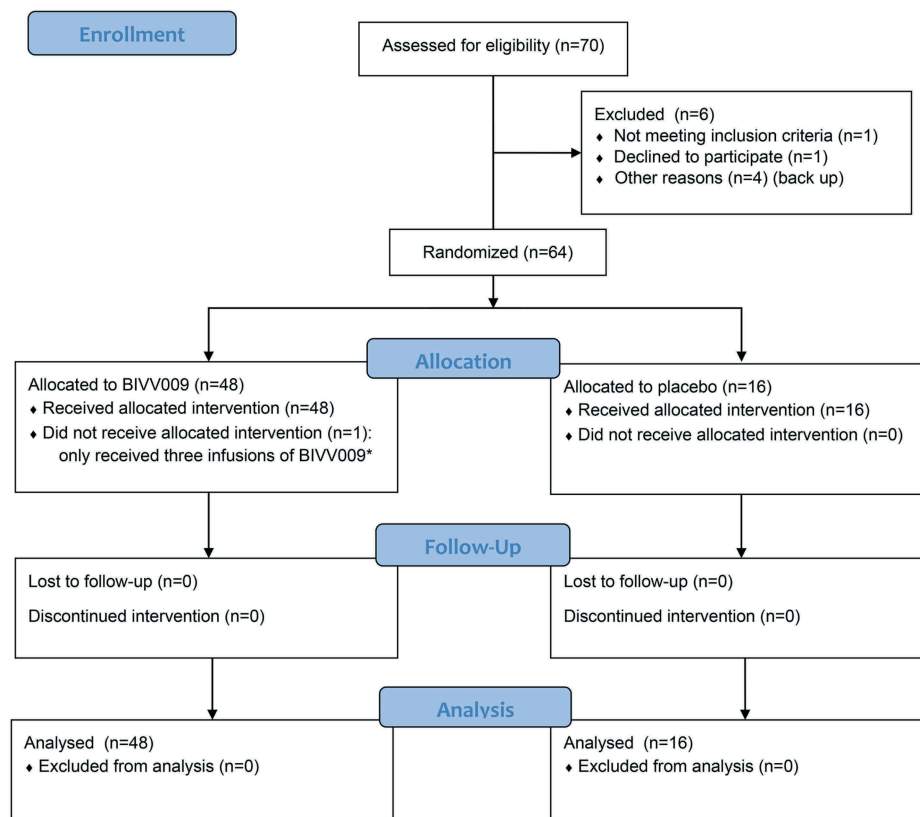 Enrollment
Assessed for eligibility (n=70)
Excluded (n=6)
♦ Not meeting inclusion criteria (n=1)
♦ Declined to participate (n=1)
♦ Other reasons (n=4) (back up)
Randomized (n=64)
Allocation
Allocated to BIVV009 (n=48)
♦ Received allocated intervention (n=48)
♦ Did not receive allocated intervention (n=1):
only received three infusions of BIVV009*
Allocated to placebo (n=16)
♦ Received allocated intervention (n=16)
♦ Did not receive allocated intervention (n=0)
Follow-Up
Lost to follow-up (n=0)
Discontinued intervention (n=0)
Lost to follow-up (n=0)
Discontinued intervention (n=0)
Analysis
Analysed (n=48)
♦ Excluded from analysis (n=0)
Analysed (n=16)
♦ Excluded from analysis (n=0)